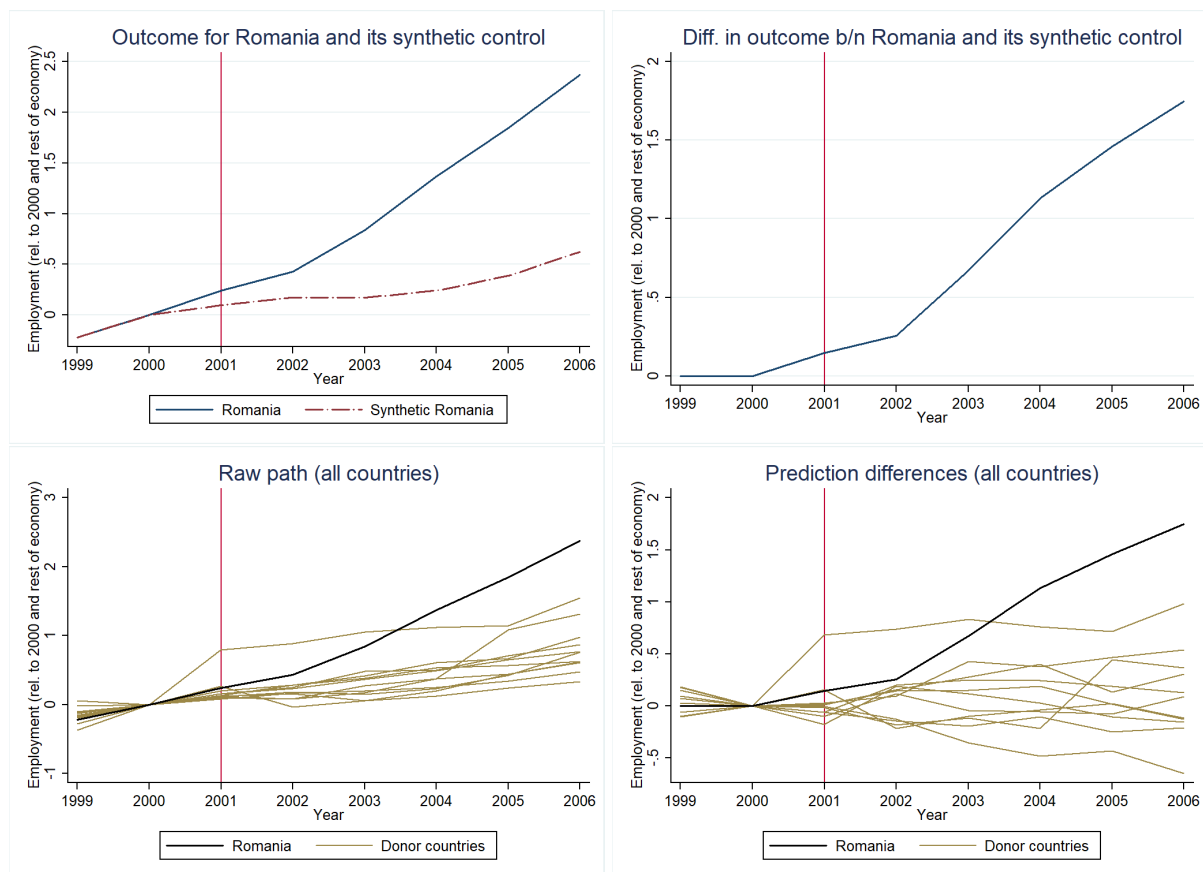 Outcome for Romania and its synthetic control
Employment (rel. to 2000 and rest of economy)
2.5
2
1.5
1
.5
0
1999 2000 2001 2002 2003 2004 2005 2006
Year
Romania Synthetic Romania
Diff. in outcome b/n Romania and its synthetic control
Employment (rel. to 2000 and rest of economy)
2
1.5
1
.5
0
1999 2000 2001 2002 2003 2004 2005 2006
Year
Raw path (all countries)
Employment (rel. to 2000 and rest of economy)
3
2
1
0
-1
1999 2000 2001 2002 2003 2004 2005 2006
Year
Romania Donor countries
Prediction differences (all countries)
Employment (rel. to 2000 and rest of economy)
2
1.5
1
.5
0
-.5
1999 2000 2001 2002 2003 2004 2005 2006
Year
Romania Donor countries